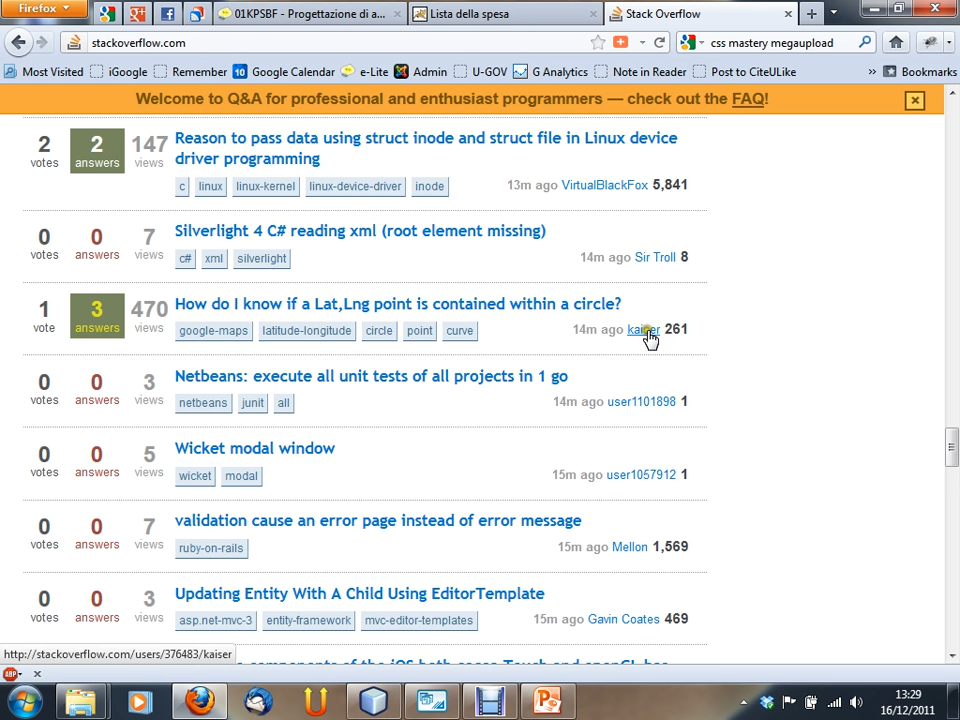 Firefox
01KPSBF - Progettazione di a...
Lista della spesa
Stack Overflow
stackoverflow.com
css mastery megaupload
Most Visited
iGoogle
Remember
10 Google Calendar
e-Lite
Admin
U-GOV
G Analytics
Note in Reader
Post to CiteULike
»
Bookmarks
Welcome to Q&A for professional and enthusiast programmers — check out the FAQ!
2 votes 2 answers 147 views
Reason to pass data using struct inode and struct file in Linux device
driver programming
c linux linux-kernel linux-device-driver inode
13m ago VirtualBlackFox 5,841
0 votes 0 answers 7 views
Silverlight 4 C# reading xml (root element missing)
c# xml silverlight
14m ago Sir Troll 8
1 vote 3 answers 470 views
How do I know if a Lat,Lng point is contained within a circle?
google-maps latitude-longitude circle point curve
14m ago kaiser 261
0 votes 0 answers 3 views
Netbeans: execute all unit tests of all projects in 1 go
netbeans junit all
14m ago user1101898 1
0 votes 0 answers 5 views
Wicket modal window
wicket modal
15m ago user1057912 1
0 votes 0 answers 7 views
validation cause an error page instead of error message
ruby-on-rails
15m ago Mellon 1,569
0 votes 0 answers 3 views
Updating Entity With A Child Using EditorTemplate
asp.net-mvc-3 entity-framework mvc-editor-templates
15m ago Gavin Coates 469
http://stackoverflow.com/users/376483/kaiser
ABP
13:29
16/12/2011